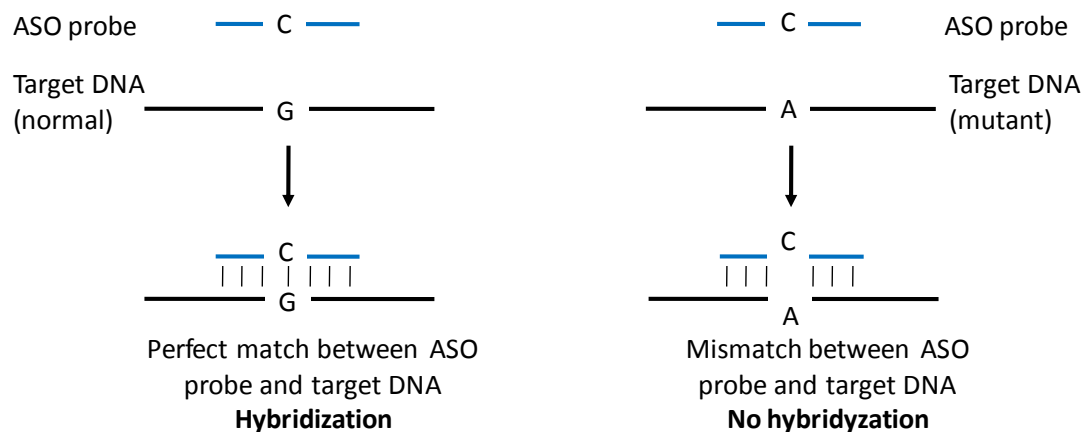 ASO probe
C
Target DNA
(normal)
G
C
G
Perfect match between ASO
probe and target DNA
Hybridization
C
ASO probe
A
Target DNA
(mutant)
C
A
Mismatch between ASO
probe and target DNA
No hybridyzation